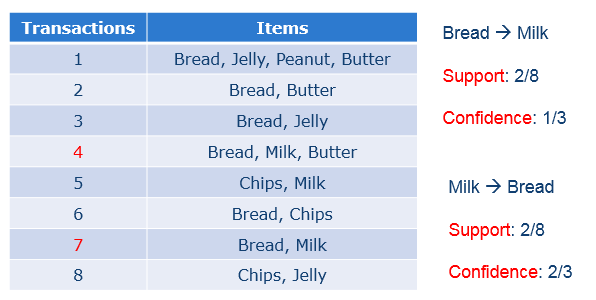 Transactions Items
1 Bread, Jelly, Peanut, Butter
2 Bread, Butter
3 Bread, Jelly
4 Bread, Milk, Butter
5 Chips, Milk
6 Bread, Chips
7 Bread, Milk
8 Chips, Jelly
Bread → Milk
Support: 2/8
Confidence: 1/3
Milk → Bread
Support: 2/8
Confidence: 2/3